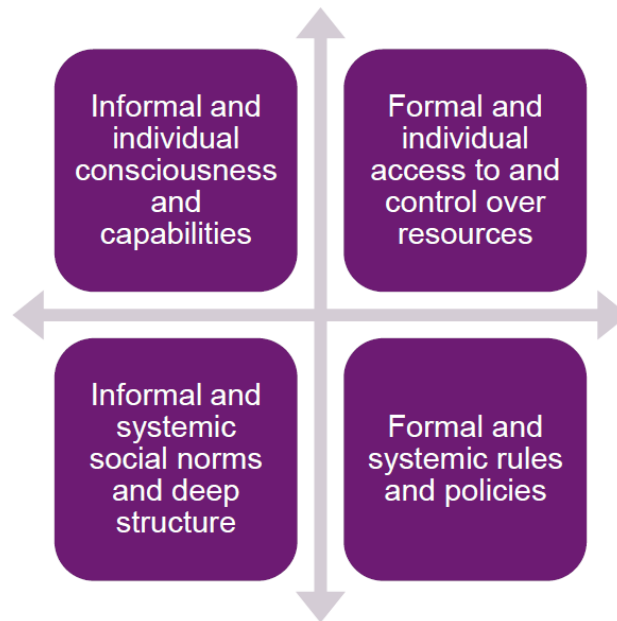 Informal and
individual
consciousness
and
capabilities
Formal and
individual
access to and
control over
resources
Informal and
systemic
social norms
and deep
structure
Formal and
systemic rules
and policies